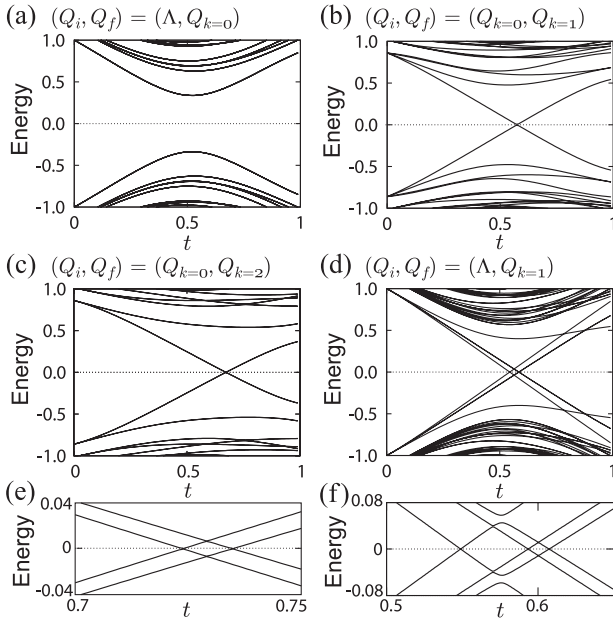 (a) (Q_i, Q_f) = (Λ, Q_{k=0})
1.0
0.5
0.0
-0.5
-1.0
Energy
0 0.5 1
t
(b) (Q_i, Q_f) = (Q_{k=0}, Q_{k=1})
1.0
0.5
0.0
-0.5
-1.0
Energy
0 0.5 1
t
(c) (Q_i, Q_f) = (Q_{k=0}, Q_{k=2})
1.0
0.5
0.0
-0.5
-1.0
Energy
0 0.5 1
t
(d) (Q_i, Q_f) = (Λ, Q_{k=1})
1.0
0.5
0.0
-0.5
-1.0
Energy
0 0.5 1
t
(e)
0.04
0
-0.04
Energy
0.7 0.75
t
(f)
0.08
0
-0.08
Energy
0.5 0.6
t